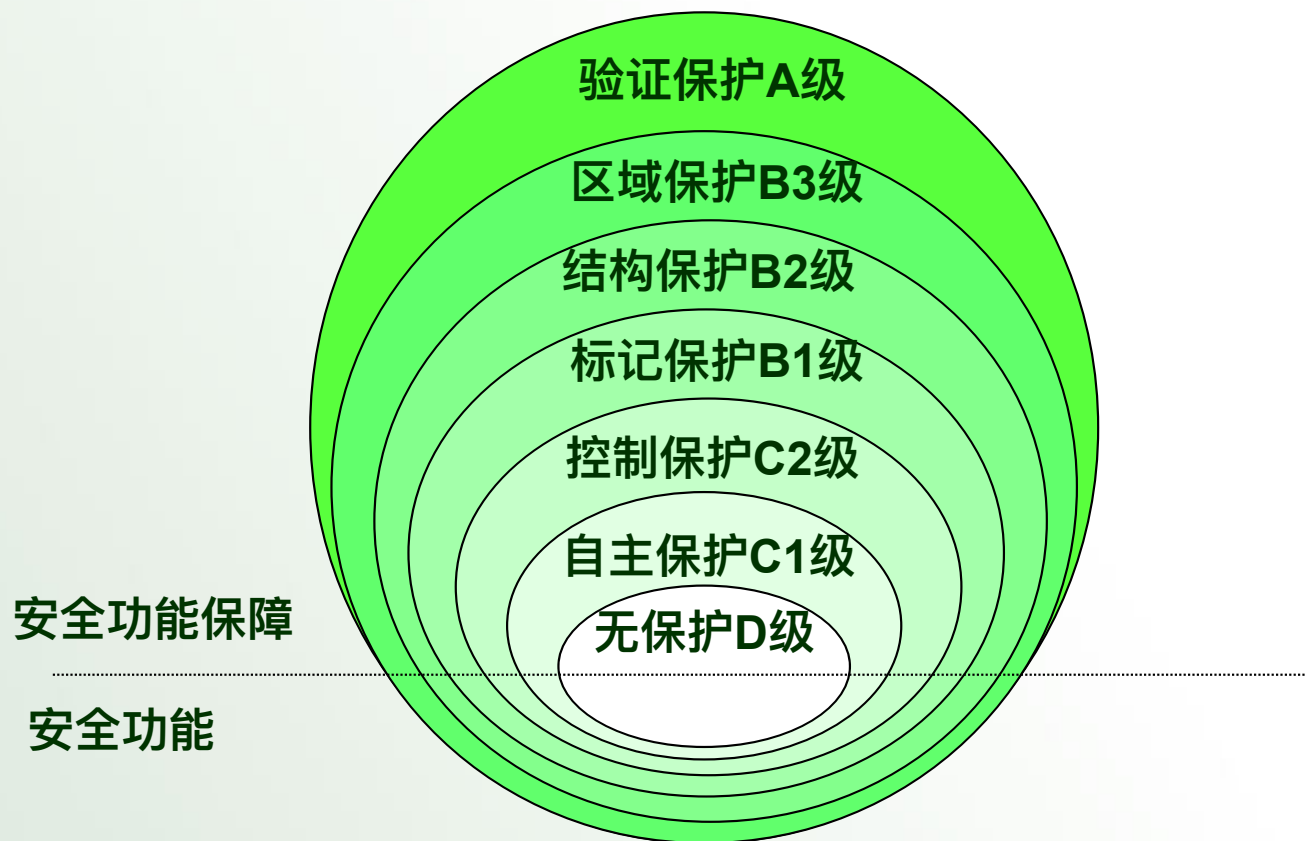 验证保护A级
区域保护B3级
结构保护B2级
标记保护B1级
控制保护C2级
自主保护C1级
无保护D级
安全功能保障
安全功能